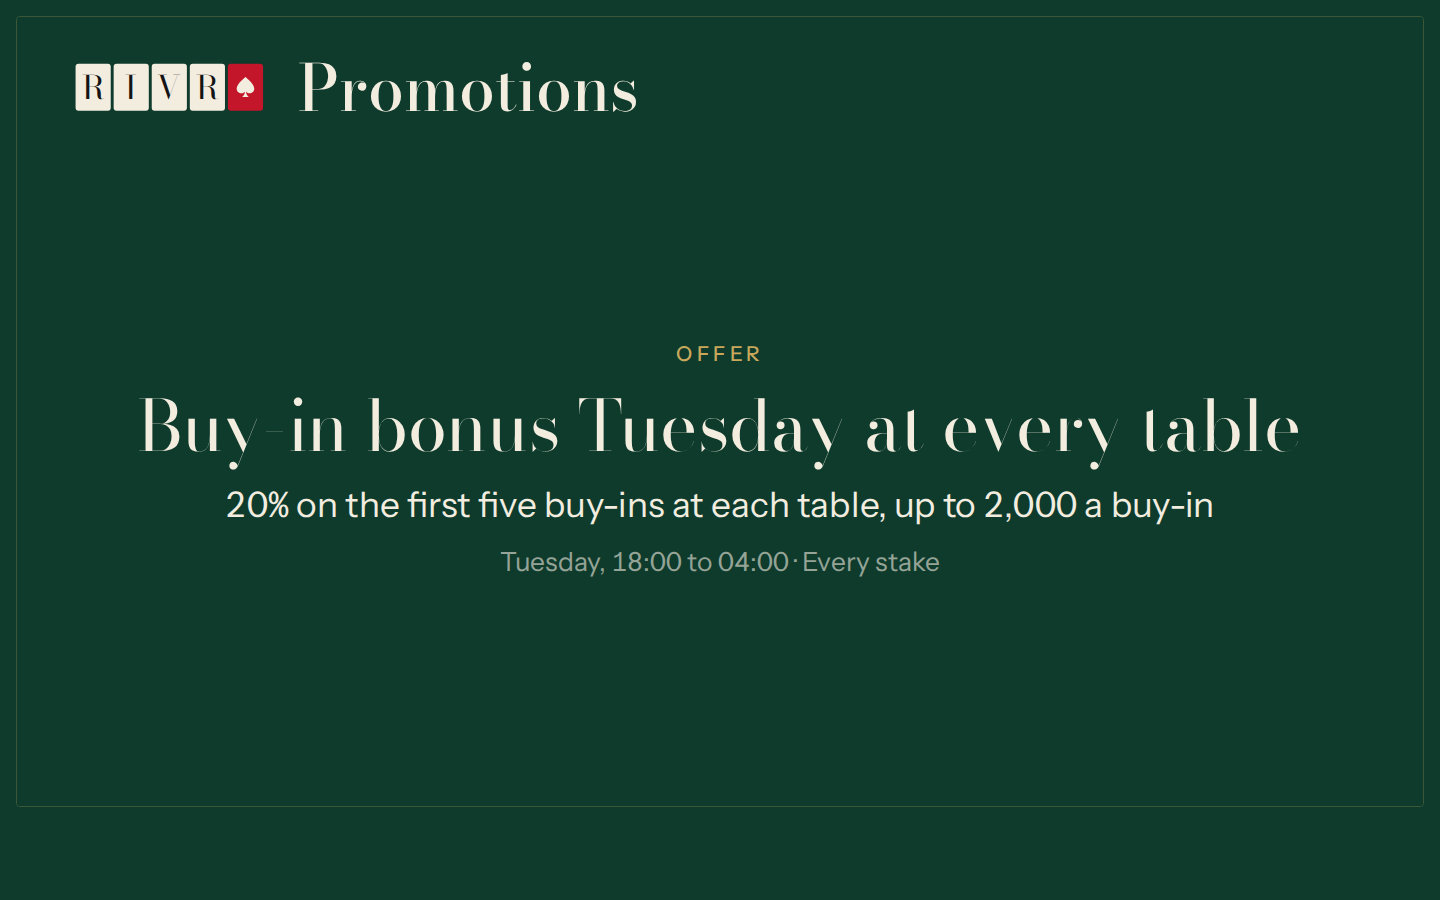 RIVR Promotions
OFFER
Buy-in bonus Tuesday at every table
20% on the first five buy-ins at each table, up to 2,000 a buy-in
Tuesday, 18:00 to 04:00 · Every stake